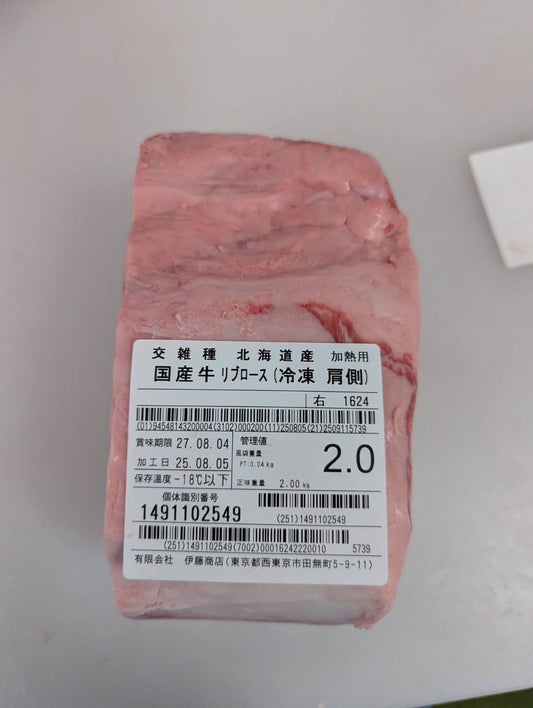 交雑種 北海道産 加熱用
国産牛 リブロース(冷凍 肩側)
右 1624
(01)94548143200004(3102)000200(11)250805(21)2509115739
賞味期限 27.08.04
加工日 25.08.05
保存温度 -18℃以下
管理値
風袋重量
PT:0.04kg
2.0
正味重量 2.00kg
個体識別番号
1491102549
(251)1491102549
(251)1491102549(7002)00016242220010 5739
有限会社 伊藤商店(東京都西東京市田無町5-9-11)